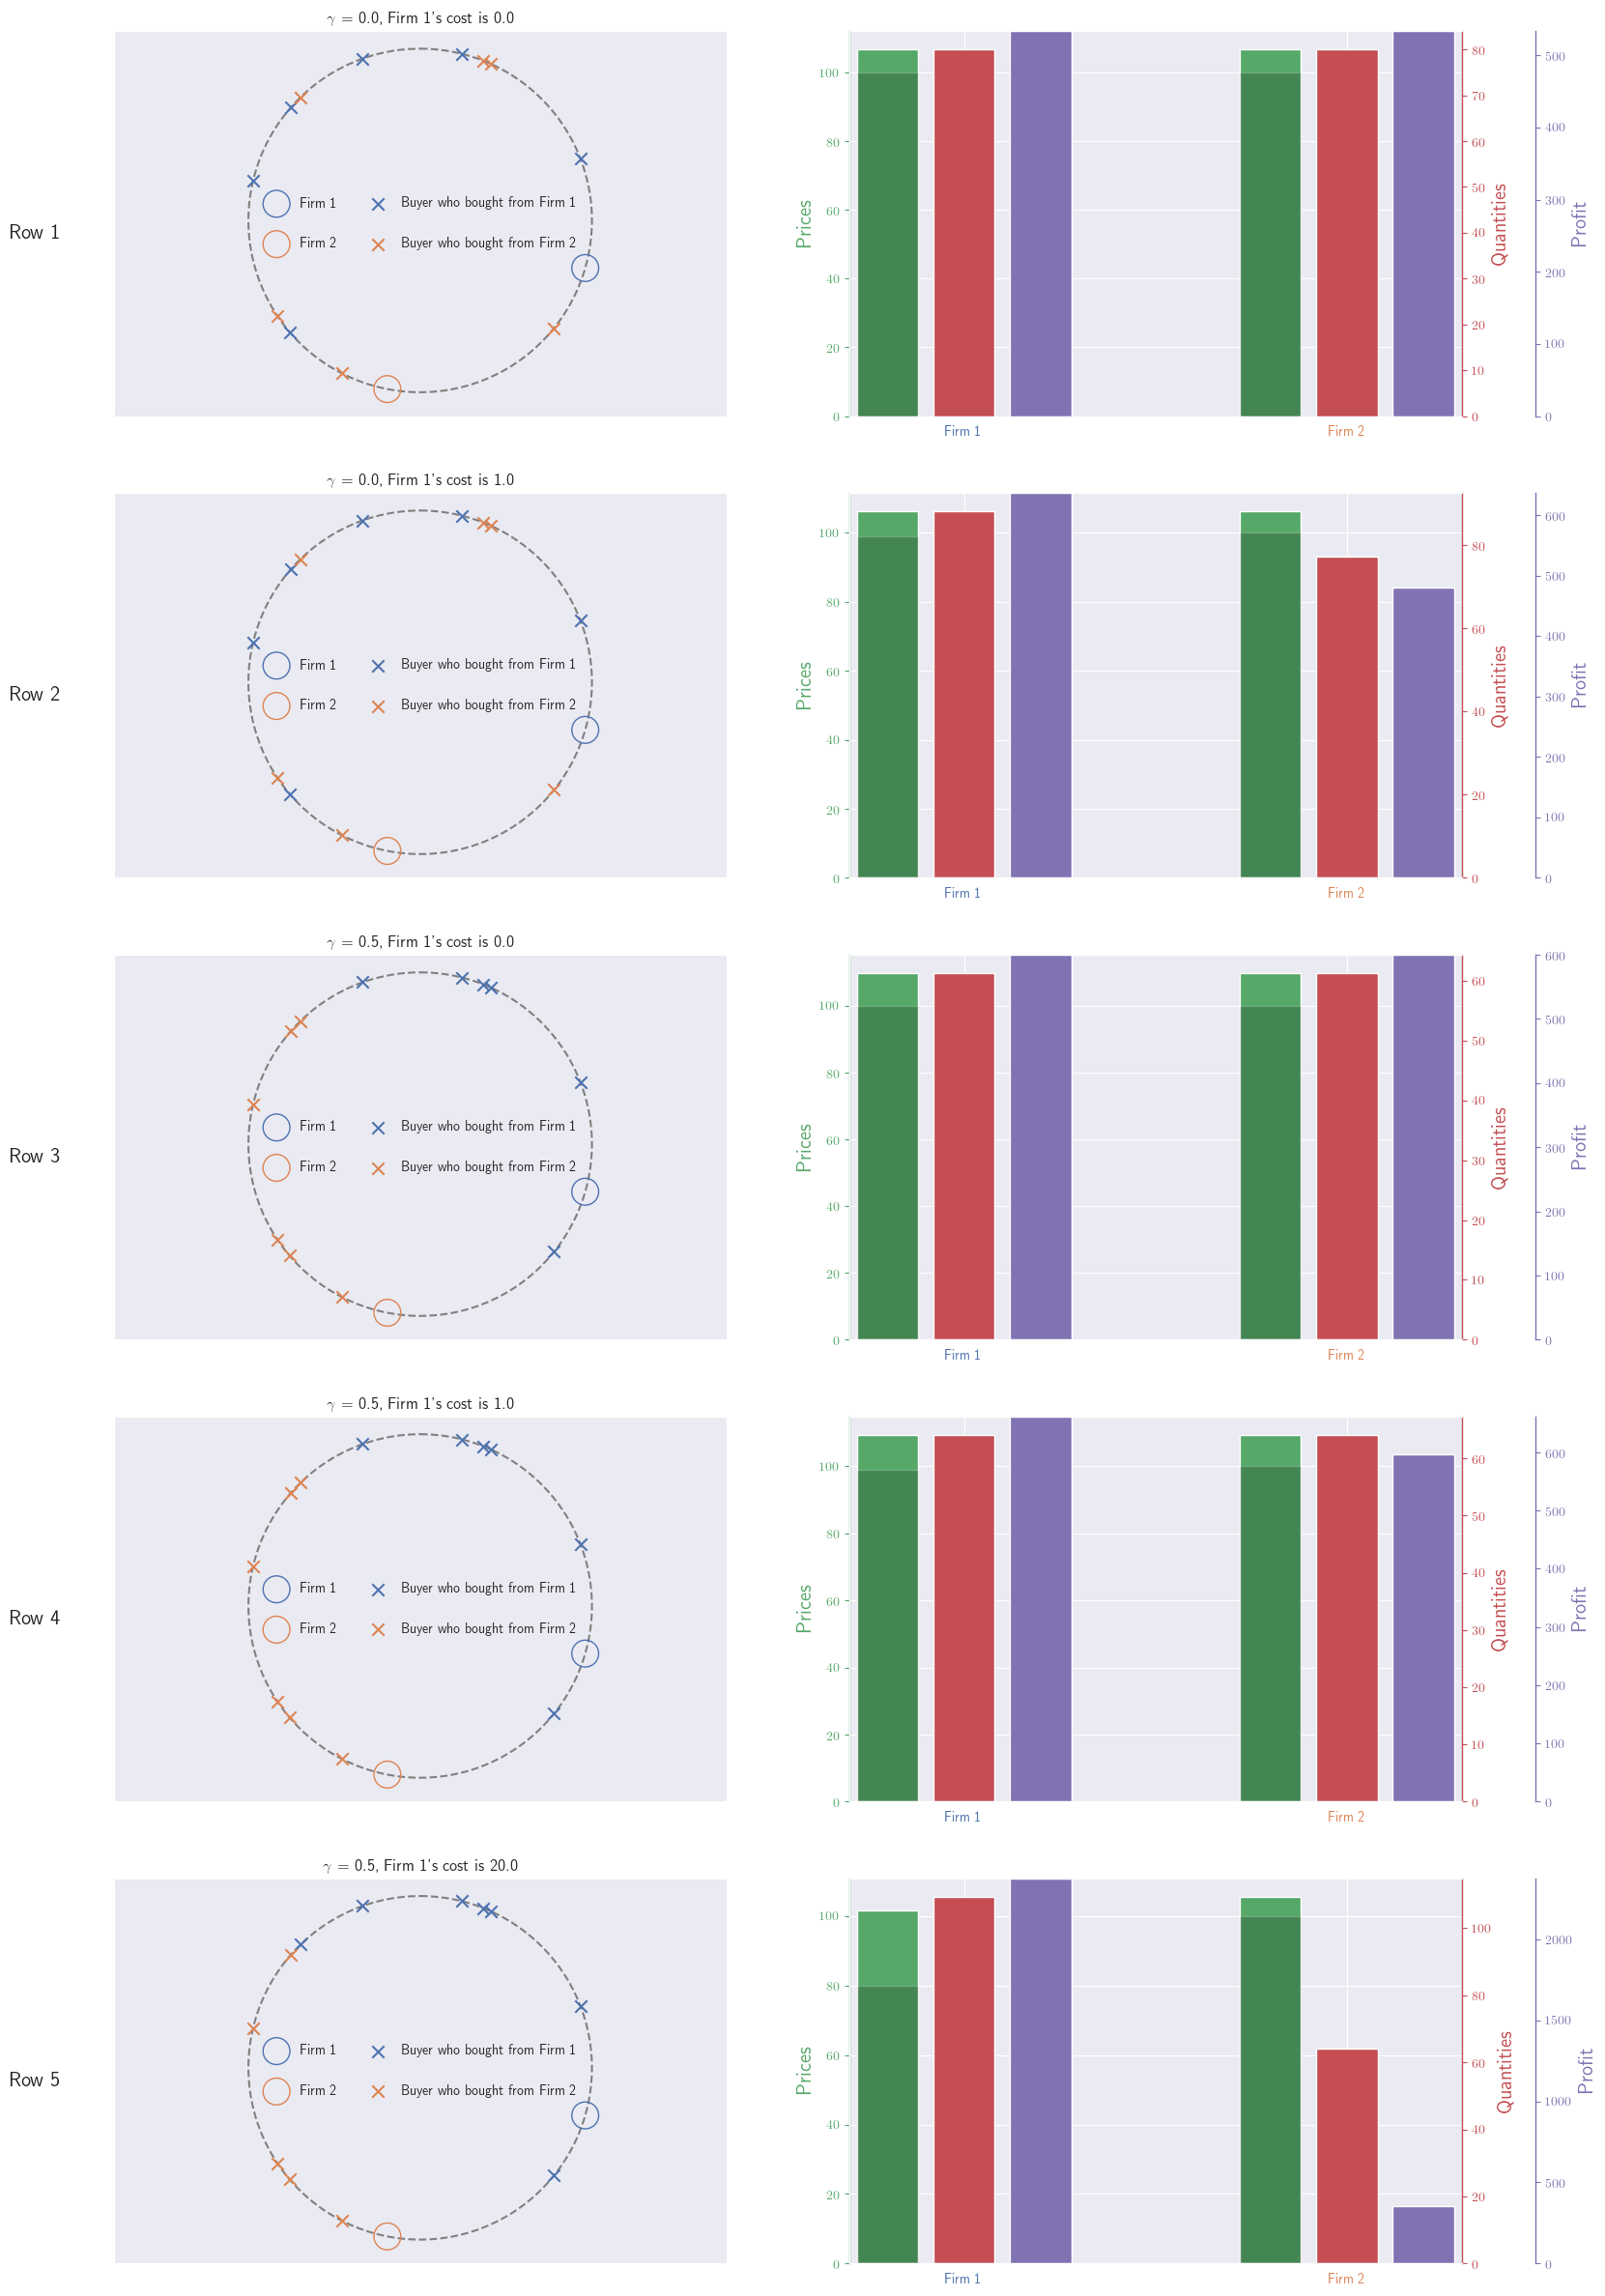 γ = 0.0, Firm 1's cost is 0.0
Row 1
Firm 1
Buyer who bought from Firm 1
Firm 2
Buyer who bought from Firm 2
Prices
100
80
60
40
20
0
Firm 1
Firm 2
80
70
60
50
40
30
20
10
0
Quantities
500
400
300
200
100
0
Profit
γ = 0.0, Firm 1's cost is 1.0
Row 2
Firm 1
Buyer who bought from Firm 1
Firm 2
Buyer who bought from Firm 2
Prices
100
80
60
40
20
0
Firm 1
Firm 2
80
60
40
20
0
Quantities
600
500
400
300
200
100
0
Profit
γ = 0.5, Firm 1's cost is 0.0
Row 3
Firm 1
Buyer who bought from Firm 1
Firm 2
Buyer who bought from Firm 2
Prices
100
80
60
40
20
0
Firm 1
Firm 2
60
50
40
30
20
10
0
Quantities
600
500
400
300
200
100
0
Profit
γ = 0.5, Firm 1's cost is 1.0
Row 4
Firm 1
Buyer who bought from Firm 1
Firm 2
Buyer who bought from Firm 2
Prices
100
80
60
40
20
0
Firm 1
Firm 2
60
50
40
30
20
10
0
Quantities
600
500
400
300
200
100
0
Profit
γ = 0.5, Firm 1's cost is 20.0
Row 5
Firm 1
Buyer who bought from Firm 1
Firm 2
Buyer who bought from Firm 2
Prices
100
80
60
40
20
0
Firm 1
Firm 2
100
80
60
40
20
0
Quantities
2000
1500
1000
500
0
Profit